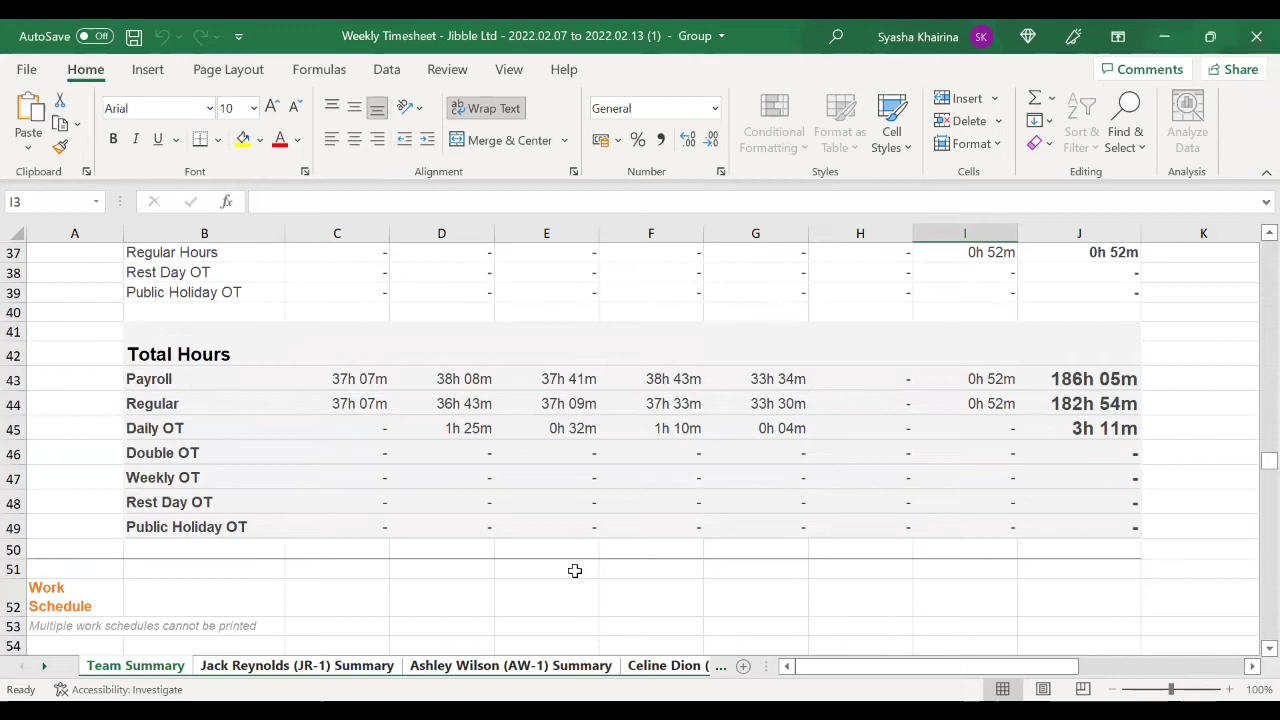 AutoSave Off Weekly Timesheet - Jibble Ltd - 2022.02.07 to 2022.02.13 (1) - Group Syasha Khairina SK
File Home Insert Page Layout Formulas Data Review View Help Comments Share
Paste Arial 10 B I U A Wrap Text Merge & Center General % Conditional Formatting Format as Table Cell Styles Insert Delete Format Sort & Filter Find & Select Analyze Data
Clipboard Font Alignment Number Styles Cells Editing Analysis
I3 fx
A B C D E F G H I J K
37 Regular Hours - - - - - - 0h 52m 0h 52m
38 Rest Day OT - - - - - - - -
39 Public Holiday OT - - - - - - - -
40
41
42 Total Hours
43 Payroll 37h 07m 38h 08m 37h 41m 38h 43m 33h 34m - 0h 52m 186h 05m
44 Regular 37h 07m 36h 43m 37h 09m 37h 33m 33h 30m - 0h 52m 182h 54m
45 Daily OT - 1h 25m 0h 32m 1h 10m 0h 04m - - 3h 11m
46 Double OT - - - - - - - -
47 Weekly OT - - - - - - - -
48 Rest Day OT - - - - - - - -
49 Public Holiday OT - - - - - - - -
50
51
Work
52 Schedule
53 Multiple work schedules cannot be printed
54
Team Summary Jack Reynolds (JR-1) Summary Ashley Wilson (AW-1) Summary Celine Dion ( ...
Ready Accessibility: Investigate 100%